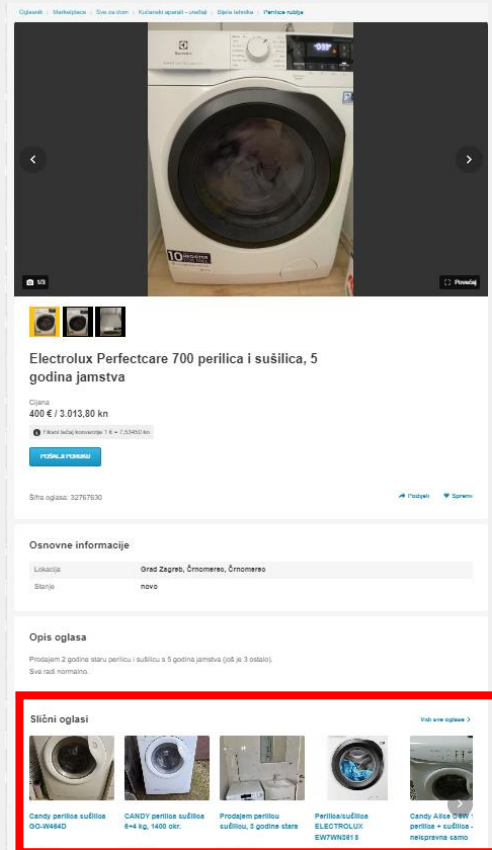 Oglasnik : Marketplace : Sve za dom : Kućanski aparati - uređaji : Bijela tehnika : Perilice rublja
Electrolux
10
1/3
Povećaj
Electrolux Perfectcare 700 perilica i sušilica, 5
godina jamstva
Cijena:
400 € / 3.013,80 kn
Fiksni tečaj konverzije 1 € = 7,53450 kn
POŠALJI PORUKU
Šifra oglasa: 32767630
Podijeli Spremi
Osnovne informacije
Lokacija Grad Zagreb, Črnomerec, Črnomerec
Stanje novo
Opis oglasa
Prodajem 2 godine staru perilicu i sušilicu s 5 godina jamstva (još je 3 ostalo).
Sve radi normalno.
Slični oglasi Vidi sve oglase
Candy perilica sušilica
GO-W464D
CANDY perilica sušilica
6+4 kg, 1400 okr.
Prodajem perilicu
sušilicu, 3 godine stara
Perilica/sušilica
ELECTROLUX
EW7WN361S
Candy Alise
perilica + sušilica -
neispravna samo